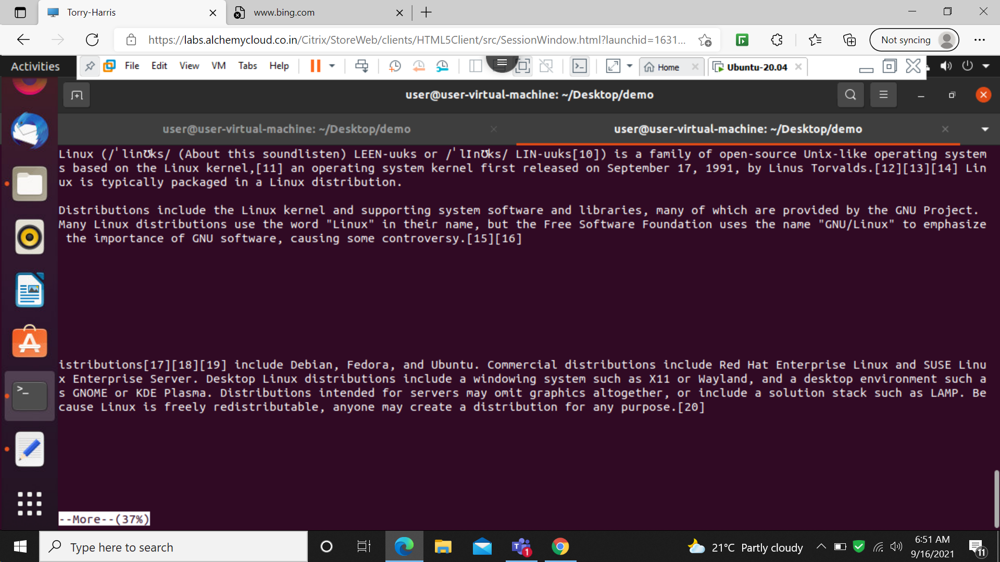 Torry-Harris
www.bing.com
https://labs.alchemycloud.co.in/Citrix/StoreWeb/clients/HTML5Client/src/SessionWindow.html?launchid=1631...
Not syncing
Activities
File Edit View VM Tabs Help
Home
Ubuntu-20.04
user@user-virtual-machine: ~/Desktop/demo
user@user-virtual-machine: ~/Desktop/demo
user@user-virtual-machine: ~/Desktop/demo
Linux (/ˈlinʊks/ (About this soundlisten) LEEN-uuks or /ˈlɪnʊks/ LIN-uuks[10]) is a family of open-source Unix-like operating system
s based on the Linux kernel,[11] an operating system kernel first released on September 17, 1991, by Linus Torvalds.[12][13][14] Lin
ux is typically packaged in a Linux distribution.
Distributions include the Linux kernel and supporting system software and libraries, many of which are provided by the GNU Project.
Many Linux distributions use the word "Linux" in their name, but the Free Software Foundation uses the name "GNU/Linux" to emphasize
the importance of GNU software, causing some controversy.[15][16]
istributions[17][18][19] include Debian, Fedora, and Ubuntu. Commercial distributions include Red Hat Enterprise Linux and SUSE Linu
x Enterprise Server. Desktop Linux distributions include a windowing system such as X11 or Wayland, and a desktop environment such a
s GNOME or KDE Plasma. Distributions intended for servers may omit graphics altogether, or include a solution stack such as LAMP. Be
cause Linux is freely redistributable, anyone may create a distribution for any purpose.[20]
--More--(37%)
Type here to search
1
21°C Partly cloudy
6:51 AM
9/16/2021
11